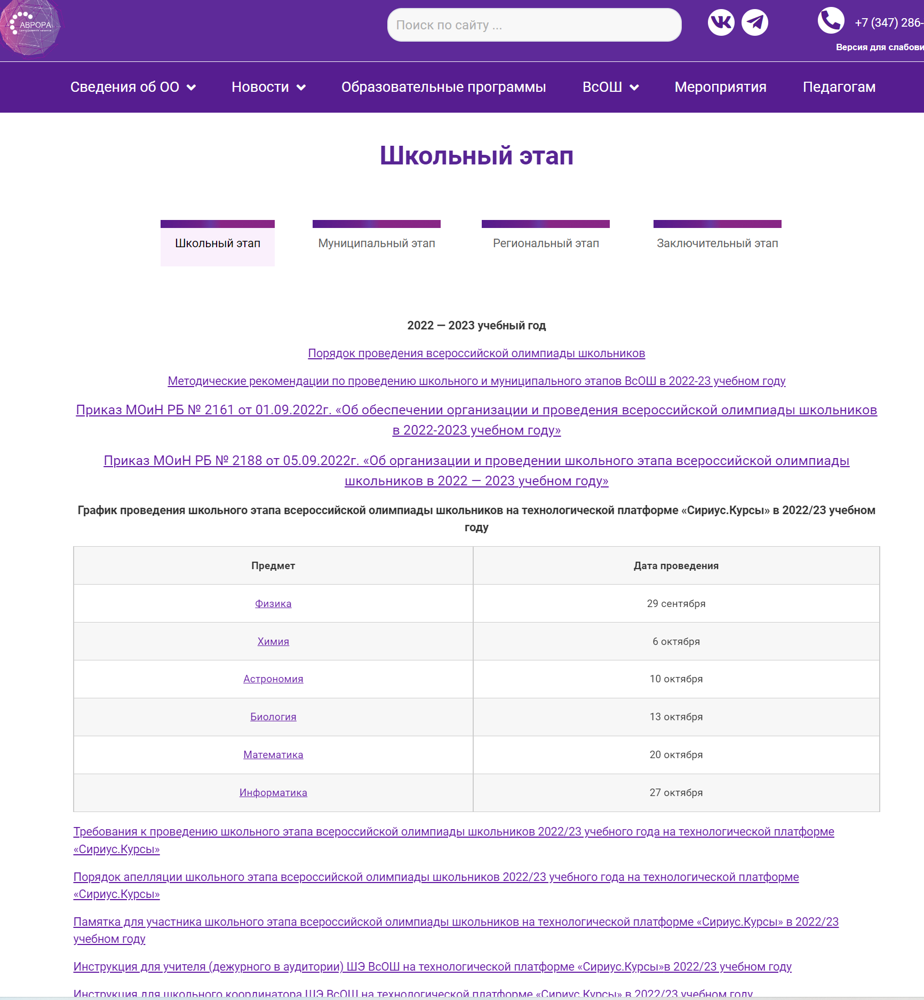 АВРОРА
Поиск по сайту ...
+7 (347) 286-
Версия для слабови
Сведения об ОО
Новости
Образовательные программы
ВсОШ
Мероприятия
Педагогам
Школьный этап
Школьный этап
Муниципальный этап
Региональный этап
Заключительный этап
2022 — 2023 учебный год
Порядок проведения всероссийской олимпиады школьников
Методические рекомендации по проведению школьного и муниципального этапов ВсОШ в 2022-23 учебном году
Приказ МОиН РБ № 2161 от 01.09.2022г. «Об обеспечении организации и проведения всероссийской олимпиады школьников
в 2022-2023 учебном году»
Приказ МОиН РБ № 2188 от 05.09.2022г. «Об организации и проведении школьного этапа всероссийской олимпиады
школьников в 2022 — 2023 учебном году»
График проведения школьного этапа всероссийской олимпиады школьников на технологической платформе «Сириус.Курсы» в 2022/23 учебном
году
Предмет
Дата проведения
Физика
29 сентября
Химия
6 октября
Астрономия
10 октября
Биология
13 октября
Математика
20 октября
Информатика
27 октября
Требования к проведению школьного этапа всероссийской олимпиады школьников 2022/23 учебного года на технологической платформе
«Сириус.Курсы»
Порядок апелляции школьного этапа всероссийской олимпиады школьников 2022/23 учебного года на технологической платформе
«Сириус.Курсы»
Памятка для участника школьного этапа всероссийской олимпиады школьников на технологической платформе «Сириус.Курсы» в 2022/23
учебном году
Инструкция для учителя (дежурного в аудитории) ШЭ ВсОШ на технологической платформе «Сириус.Курсы»в 2022/23 учебном году
Инструкция для школьного координатора ШЭ ВсОШ на технологической платформе «Сириус.Курсы» в 2022/23 учебном году